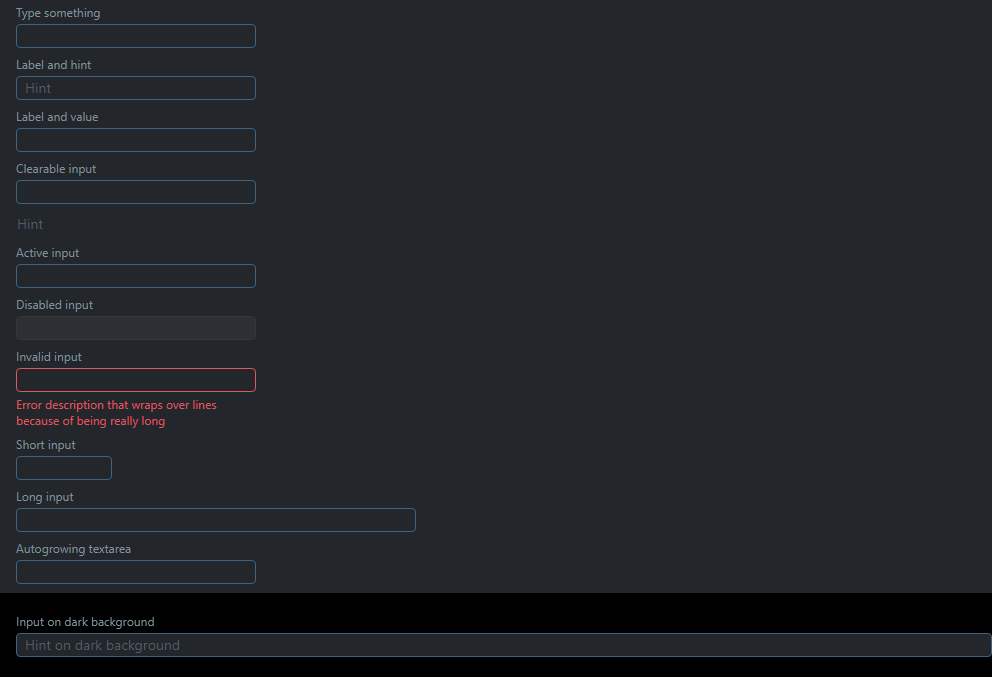 Type something
Label and hint
Hint
Label and value
Clearable input
Hint
Active input
Disabled input
Invalid input
Error description that wraps over lines
because of being really long
Short input
Long input
Autogrowing textarea
Input on dark background
Hint on dark background